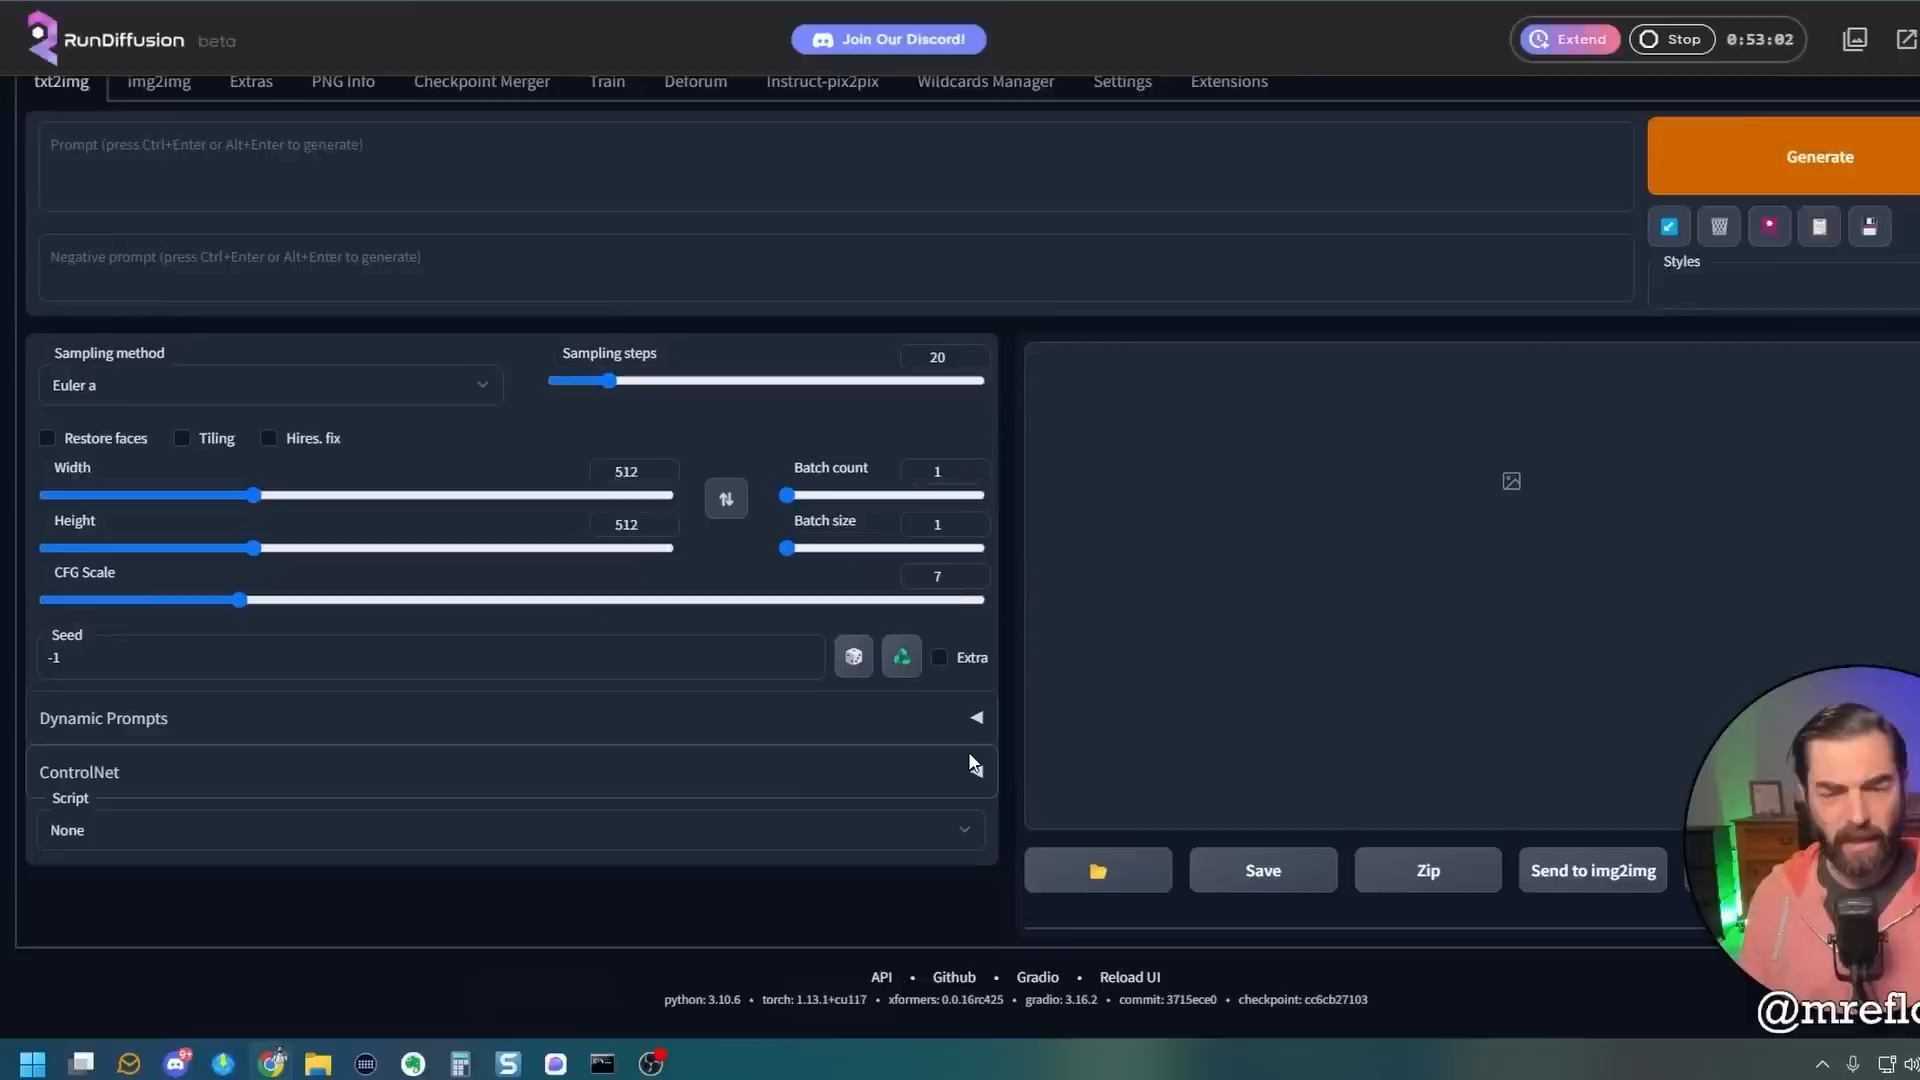 RunDiffusion beta
Join Our Discord!
Extend
Stop
0:53:02
txt2img
img2img
Extras
PNG Info
Checkpoint Merger
Train
Deforum
Instruct-pix2pix
Wildcards Manager
Settings
Extensions
Prompt (press Ctrl+Enter or Alt+Enter to generate)
Generate
Negative prompt (press Ctrl+Enter or Alt+Enter to generate)
Styles
Sampling method
Euler a
Sampling steps
20
Restore faces
Tiling
Hires. fix
Width
512
Batch count
1
Height
512
Batch size
1
CFG Scale
7
Seed
-1
Extra
Dynamic Prompts
ControlNet
Script
None
Save
Zip
Send to img2img
API • Github • Gradio • Reload UI
python: 3.10.6 • torch: 1.13.1+cu117 • xformers: 0.0.16rc425 • gradio: 3.16.2 • commit: 3715ece0 • checkpoint: cc6cb27103
@mreflo
9+